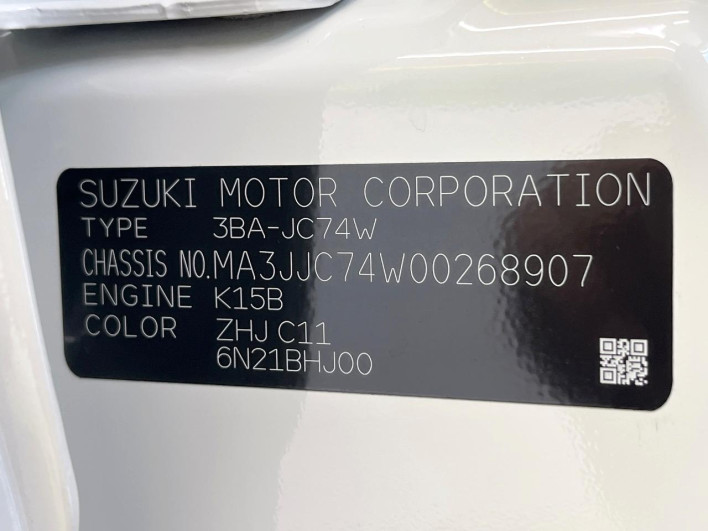 SUZUKI MOTOR CORPORATION
TYPE 3BA-JC74W
CHASSIS NO.MA3JJC74W00268907
ENGINE K15B
COLOR ZHJ C11
6N21BHJ00